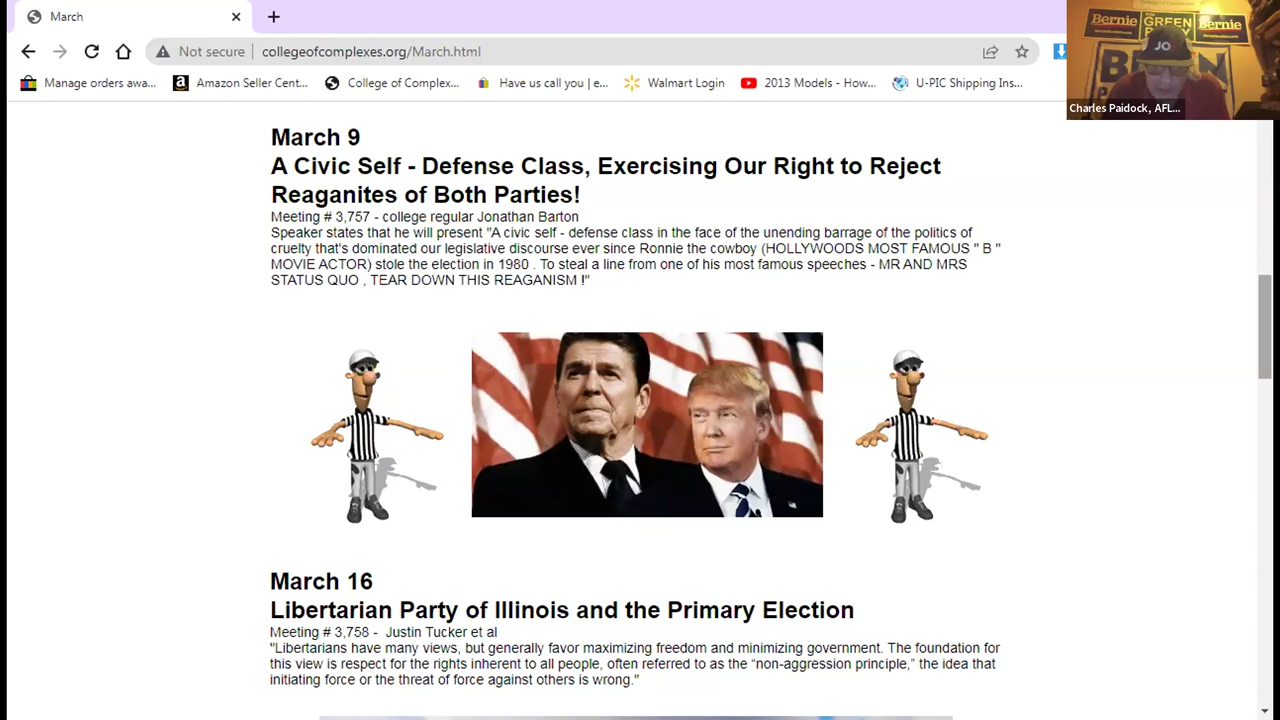 March
Not secure
collegeofcomplexes.org/March.html
Manage orders awa...
Amazon Seller Cent...
College of Complex...
Have us call you | e...
Walmart Login
2013 Models - How...
U-PIC Shipping Ins...
Bernie
GREEN
Bernie
JO
Charles Paidock, AFL...
March 9
A Civic Self - Defense Class, Exercising Our Right to Reject
Reaganites of Both Parties!
Meeting # 3,757 - college regular Jonathan Barton
Speaker states that he will present "A civic self - defense class in the face of the unending barrage of the politics of
cruelty that's dominated our legislative discourse ever since Ronnie the cowboy (HOLLYWOODS MOST FAMOUS " B "
MOVIE ACTOR) stole the election in 1980 . To steal a line from one of his most famous speeches - MR AND MRS
STATUS QUO , TEAR DOWN THIS REAGANISM !"
March 16
Libertarian Party of Illinois and the Primary Election
Meeting # 3,758 - Justin Tucker et al
"Libertarians have many views, but generally favor maximizing freedom and minimizing government. The foundation for
this view is respect for the rights inherent to all people, often referred to as the “non-aggression principle,” the idea that
initiating force or the threat of force against others is wrong."